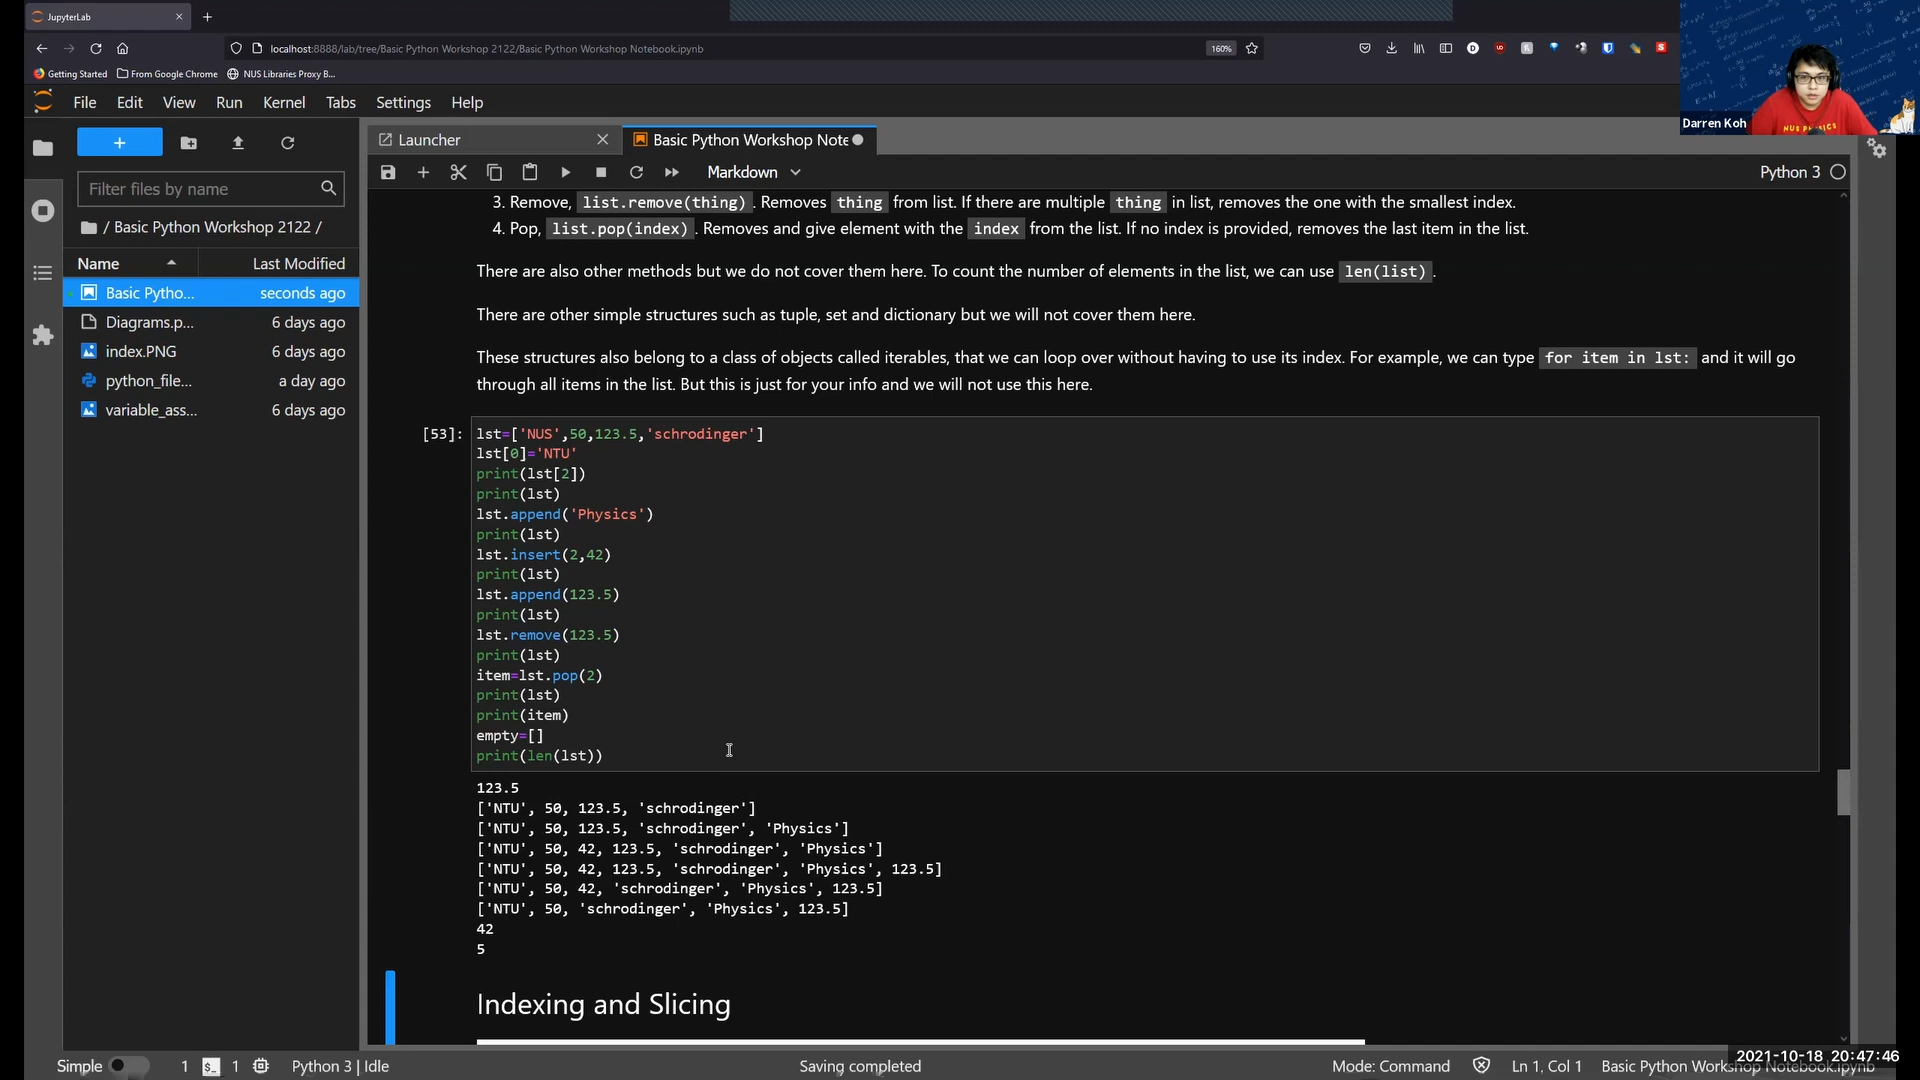 JupyterLab
localhost:8888/lab/tree/Basic Python Workshop 2122/Basic Python Workshop Notebook.ipynb
160%
Getting Started
From Google Chrome
NUS Libraries Proxy B...
Darren Koh
NUS PHYSICS
File Edit View Run Kernel Tabs Settings Help
Launcher
Basic Python Workshop Note
Markdown
Python 3
Filter files by name
/ Basic Python Workshop 2122 /
Name Last Modified
Basic Pytho... seconds ago
Diagrams.p... 6 days ago
index.PNG 6 days ago
python_file... a day ago
variable_ass... 6 days ago
3. Remove, list.remove(thing) . Removes thing from list. If there are multiple thing in list, removes the one with the smallest index.
4. Pop, list.pop(index) . Removes and give element with the index from the list. If no index is provided, removes the last item in the list.
There are also other methods but we do not cover them here. To count the number of elements in the list, we can use len(list) .
There are other simple structures such as tuple, set and dictionary but we will not cover them here.
These structures also belong to a class of objects called iterables, that we can loop over without having to use its index. For example, we can type for item in lst: and it will go
through all items in the list. But this is just for your info and we will not use this here.
[53]: lst=['NUS',50,123.5,'schrodinger']
lst[0]='NTU'
print(lst[2])
print(lst)
lst.append('Physics')
print(lst)
lst.insert(2,42)
print(lst)
lst.append(123.5)
print(lst)
lst.remove(123.5)
print(lst)
item=lst.pop(2)
print(lst)
print(item)
empty=[]
print(len(lst))
123.5
['NTU', 50, 123.5, 'schrodinger']
['NTU', 50, 123.5, 'schrodinger', 'Physics']
['NTU', 50, 42, 123.5, 'schrodinger', 'Physics']
['NTU', 50, 42, 123.5, 'schrodinger', 'Physics', 123.5]
['NTU', 50, 42, 'schrodinger', 'Physics', 123.5]
['NTU', 50, 'schrodinger', 'Physics', 123.5]
42
5
Indexing and Slicing
Simple 1 1 Python 3 | Idle Saving completed Mode: Command Ln 1, Col 1 Basic Python Workshop Notebook.ipynb
2021-10-18 20:47:46